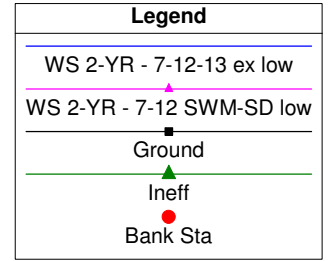 Legend
WS 2-YR - 7-12-13 ex low
WS 2-YR - 7-12 SWM-SD low
Ground
Ineff
Bank Sta